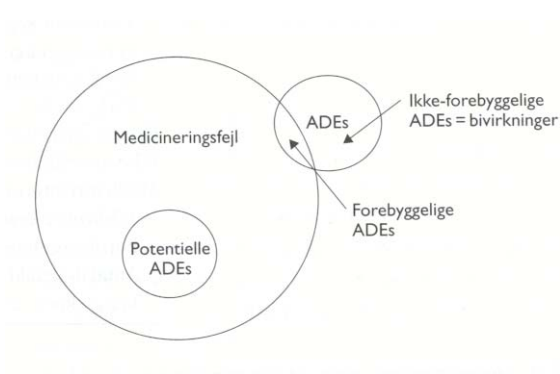 Medicineringsfejl
ADEs
Ikke-forebyggelige
ADEs = bivirkninger
Forebyggelige
ADEs
Potentielle
ADEs